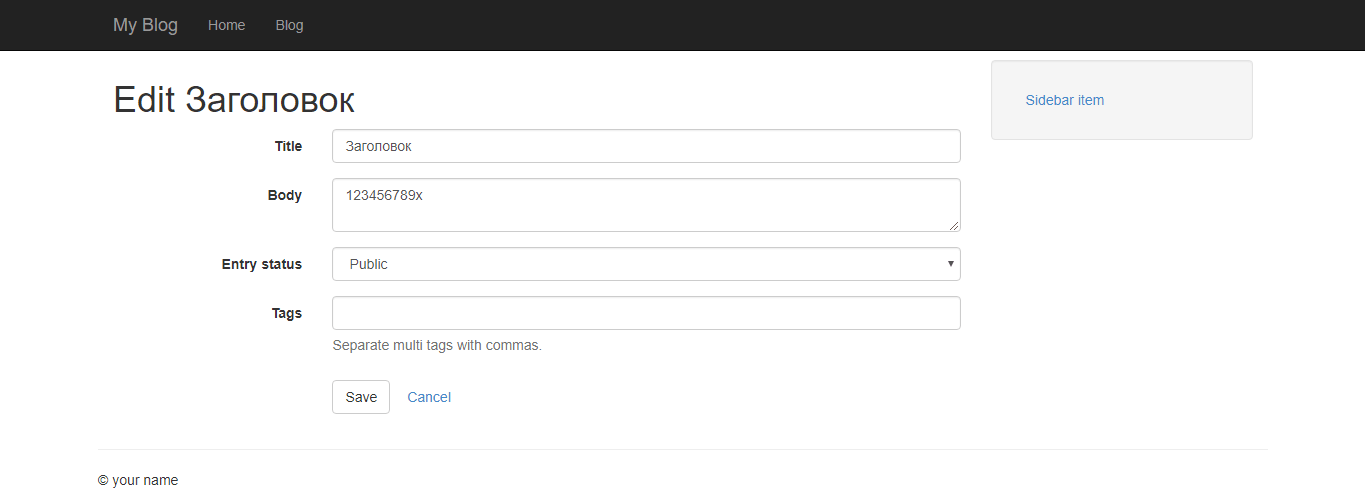 My Blog Home Blog
Edit Заголовок
Sidebar item
Title Заголовок
Body 123456789x
Entry status Public
Tags
Separate multi tags with commas.
Save Cancel
© your name